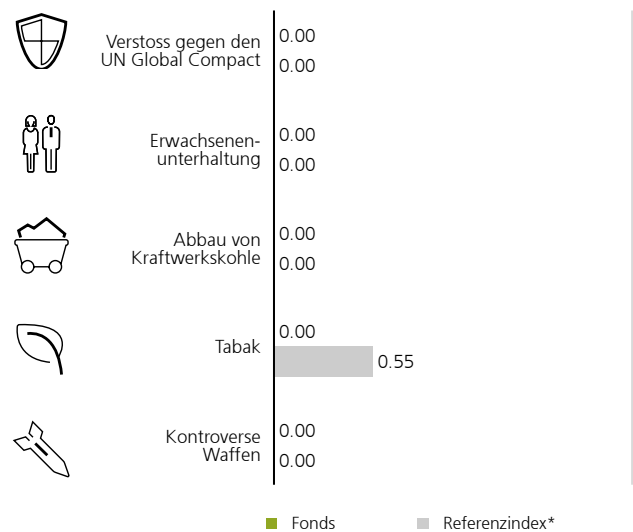 Verstoss gegen den
UN Global Compact
0.00
0.00
Erwachsenen-
unterhaltung
0.00
0.00
Abbau von
Kraftwerkskohle
0.00
0.00
Tabak
0.00
0.55
Kontroverse
Waffen
0.00
0.00
Fonds
Referenzindex*